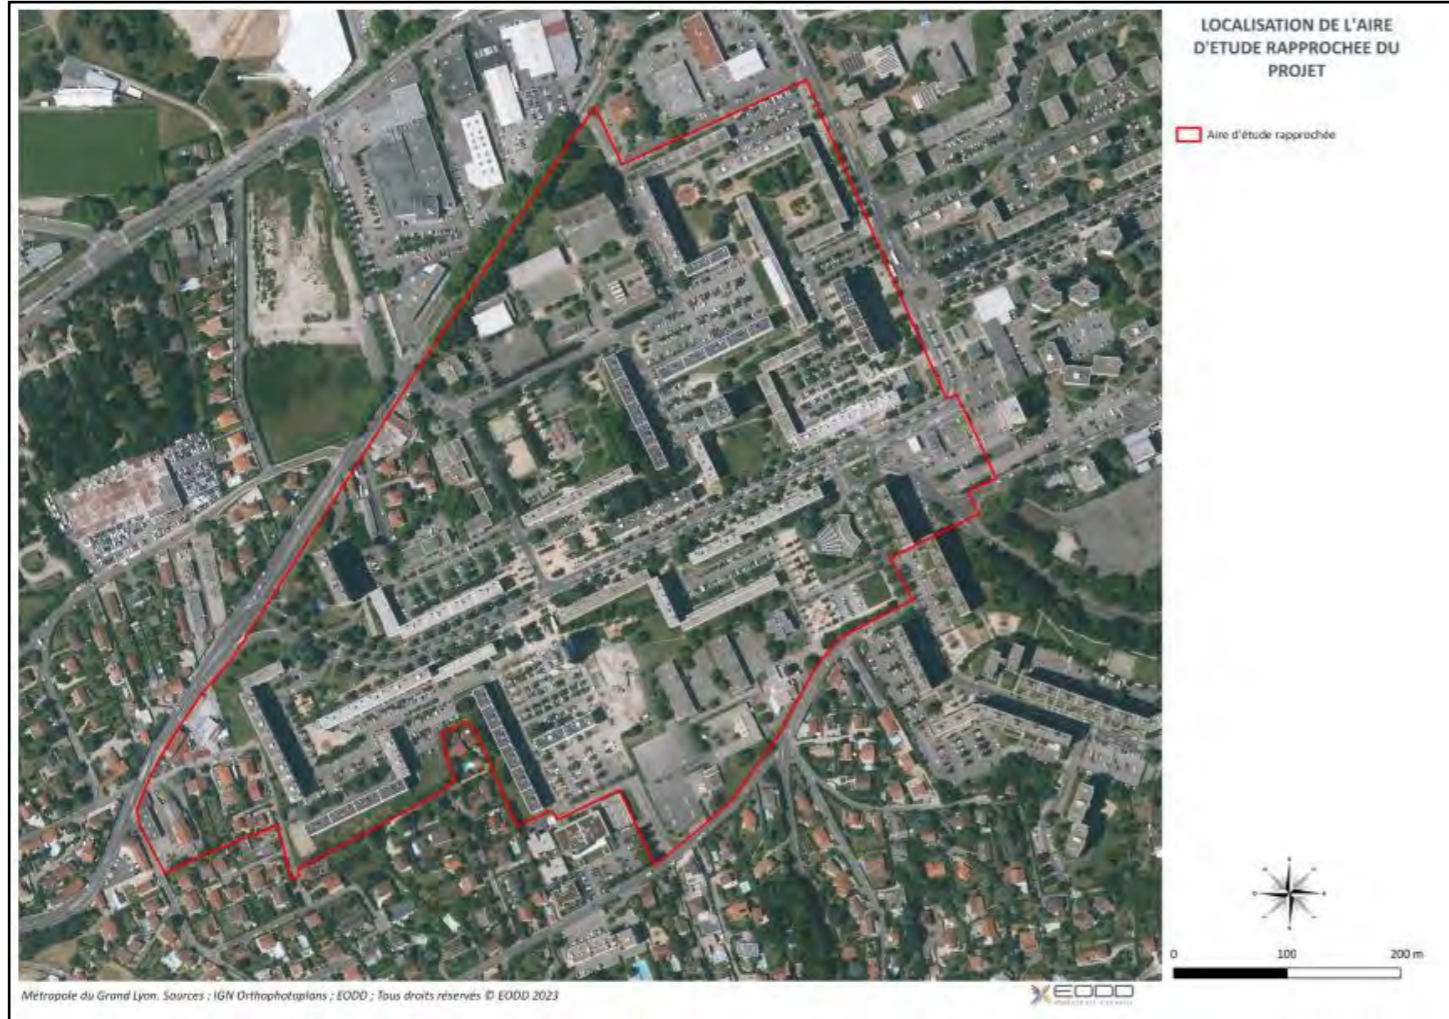 LOCALISATION DE L'AIRE
D'ETUDE RAPPROCHEE DU
PROJET
Aire d'étude rapprochée
0 100 200 m
Métropole du Grand Lyon. Sources : IGN Orthophotoplans ; EODD ; Tous droits réservés © EODD 2023
EODD